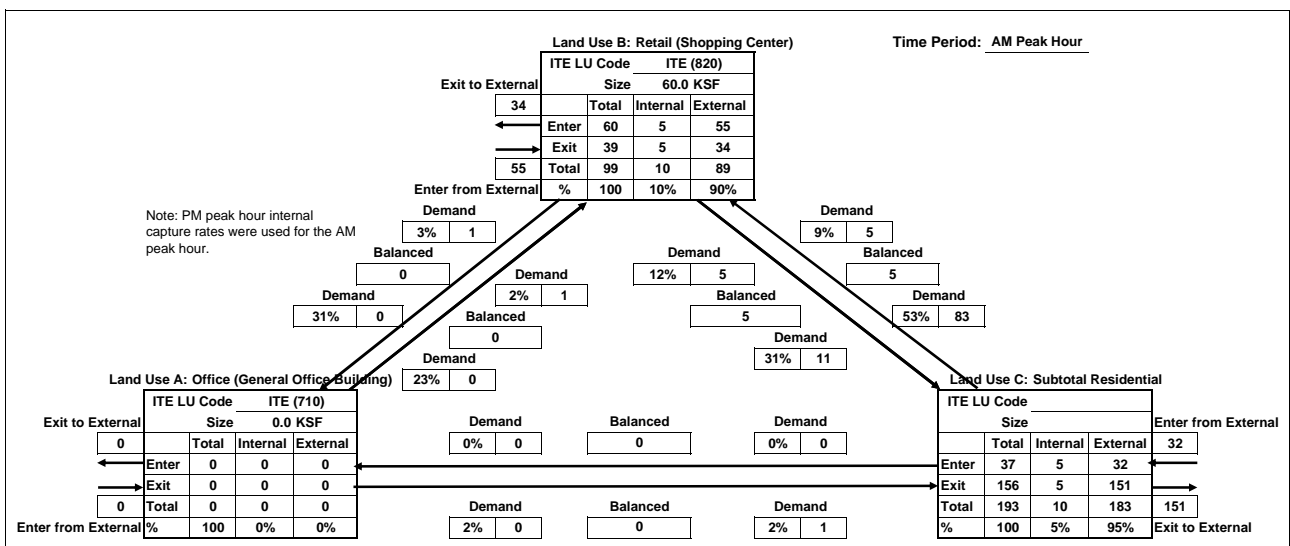 Land Use B: Retail (Shopping Center)
Time Period: AM Peak Hour
ITE LU Code ITE (820)
Exit to External Size 60.0 KSF
34 Total Internal External
Enter 60 5 55
Exit 39 5 34
55 Total 99 10 89
Enter from External % 100 10% 90%
Note: PM peak hour internal
capture rates were used for the AM
peak hour.
Demand
3% 1
Balanced
0
Demand
31% 0
Demand
2% 1
Balanced
0
Demand
23% 0
Demand
12% 5
Balanced
5
Demand
31% 11
Demand
9% 5
Balanced
5
Demand
53% 83
Land Use A: Office (General Office Building)
ITE LU Code ITE (710)
Exit to External Size 0.0 KSF
0 Total Internal External
Enter 0 0 0
Exit 0 0 0
0 Total 0 0 0
Enter from External % 100 0% 0%
Demand Balanced Demand
0% 0 0 0% 0
Demand Balanced Demand
2% 0 0 2% 1
Land Use C: Subtotal Residential
ITE LU Code
Size Enter from External
Total Internal External 32
Enter 37 5 32
Exit 156 5 151
Total 193 10 183 151
% 100 5% 95% Exit to External